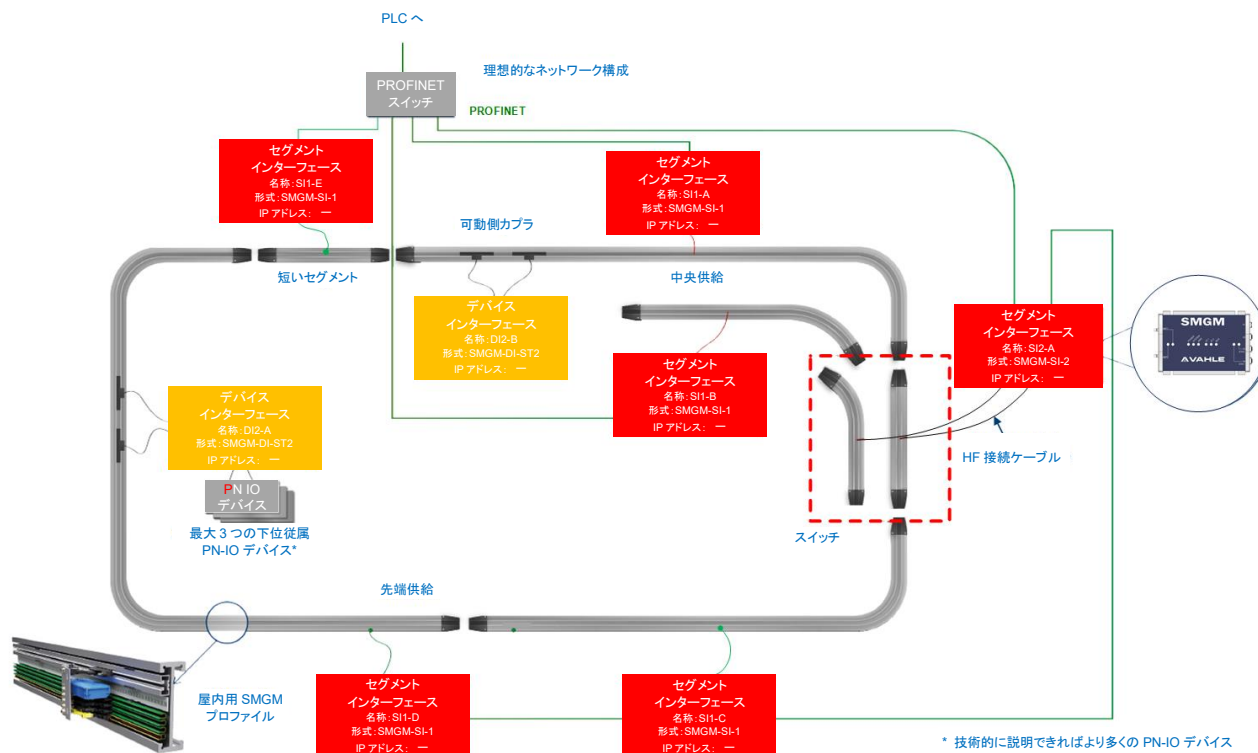 PLC へ
理想的なネットワーク構成
PROFINET
スイッチ
PROFINET
セグメント
インターフェース
名称:SI1-E
形式:SMGM-SI-1
IP アドレス: ー
セグメント
インターフェース
名称:SI1-A
形式:SMGM-SI-1
IP アドレス: ー
可動側カプラ
短いセグメント
中央供給
デバイス
インターフェース
名称:DI2-B
形式:SMGM-DI-ST2
IP アドレス: ー
セグメント
インターフェース
名称:SI2-A
形式:SMGM-SI-2
IP アドレス: ー
SMGM
VAHLE
セグメント
インターフェース
名称:SI1-B
形式:SMGM-SI-1
IP アドレス: ー
デバイス
インターフェース
名称:DI2-A
形式:SMGM-DI-ST2
IP アドレス: ー
HF 接続ケーブル
PN IO
デバイス
最大 3 つの下位従属
PN-IO デバイス*
スイッチ
先端供給
屋内用 SMGM
プロファイル
セグメント
インターフェース
名称:SI1-D
形式:SMGM-SI-1
IP アドレス: ー
セグメント
インターフェース
名称:SI1-C
形式:SMGM-SI-1
IP アドレス: ー
* 技術的に説明できればより多くの PN-IO デバイス